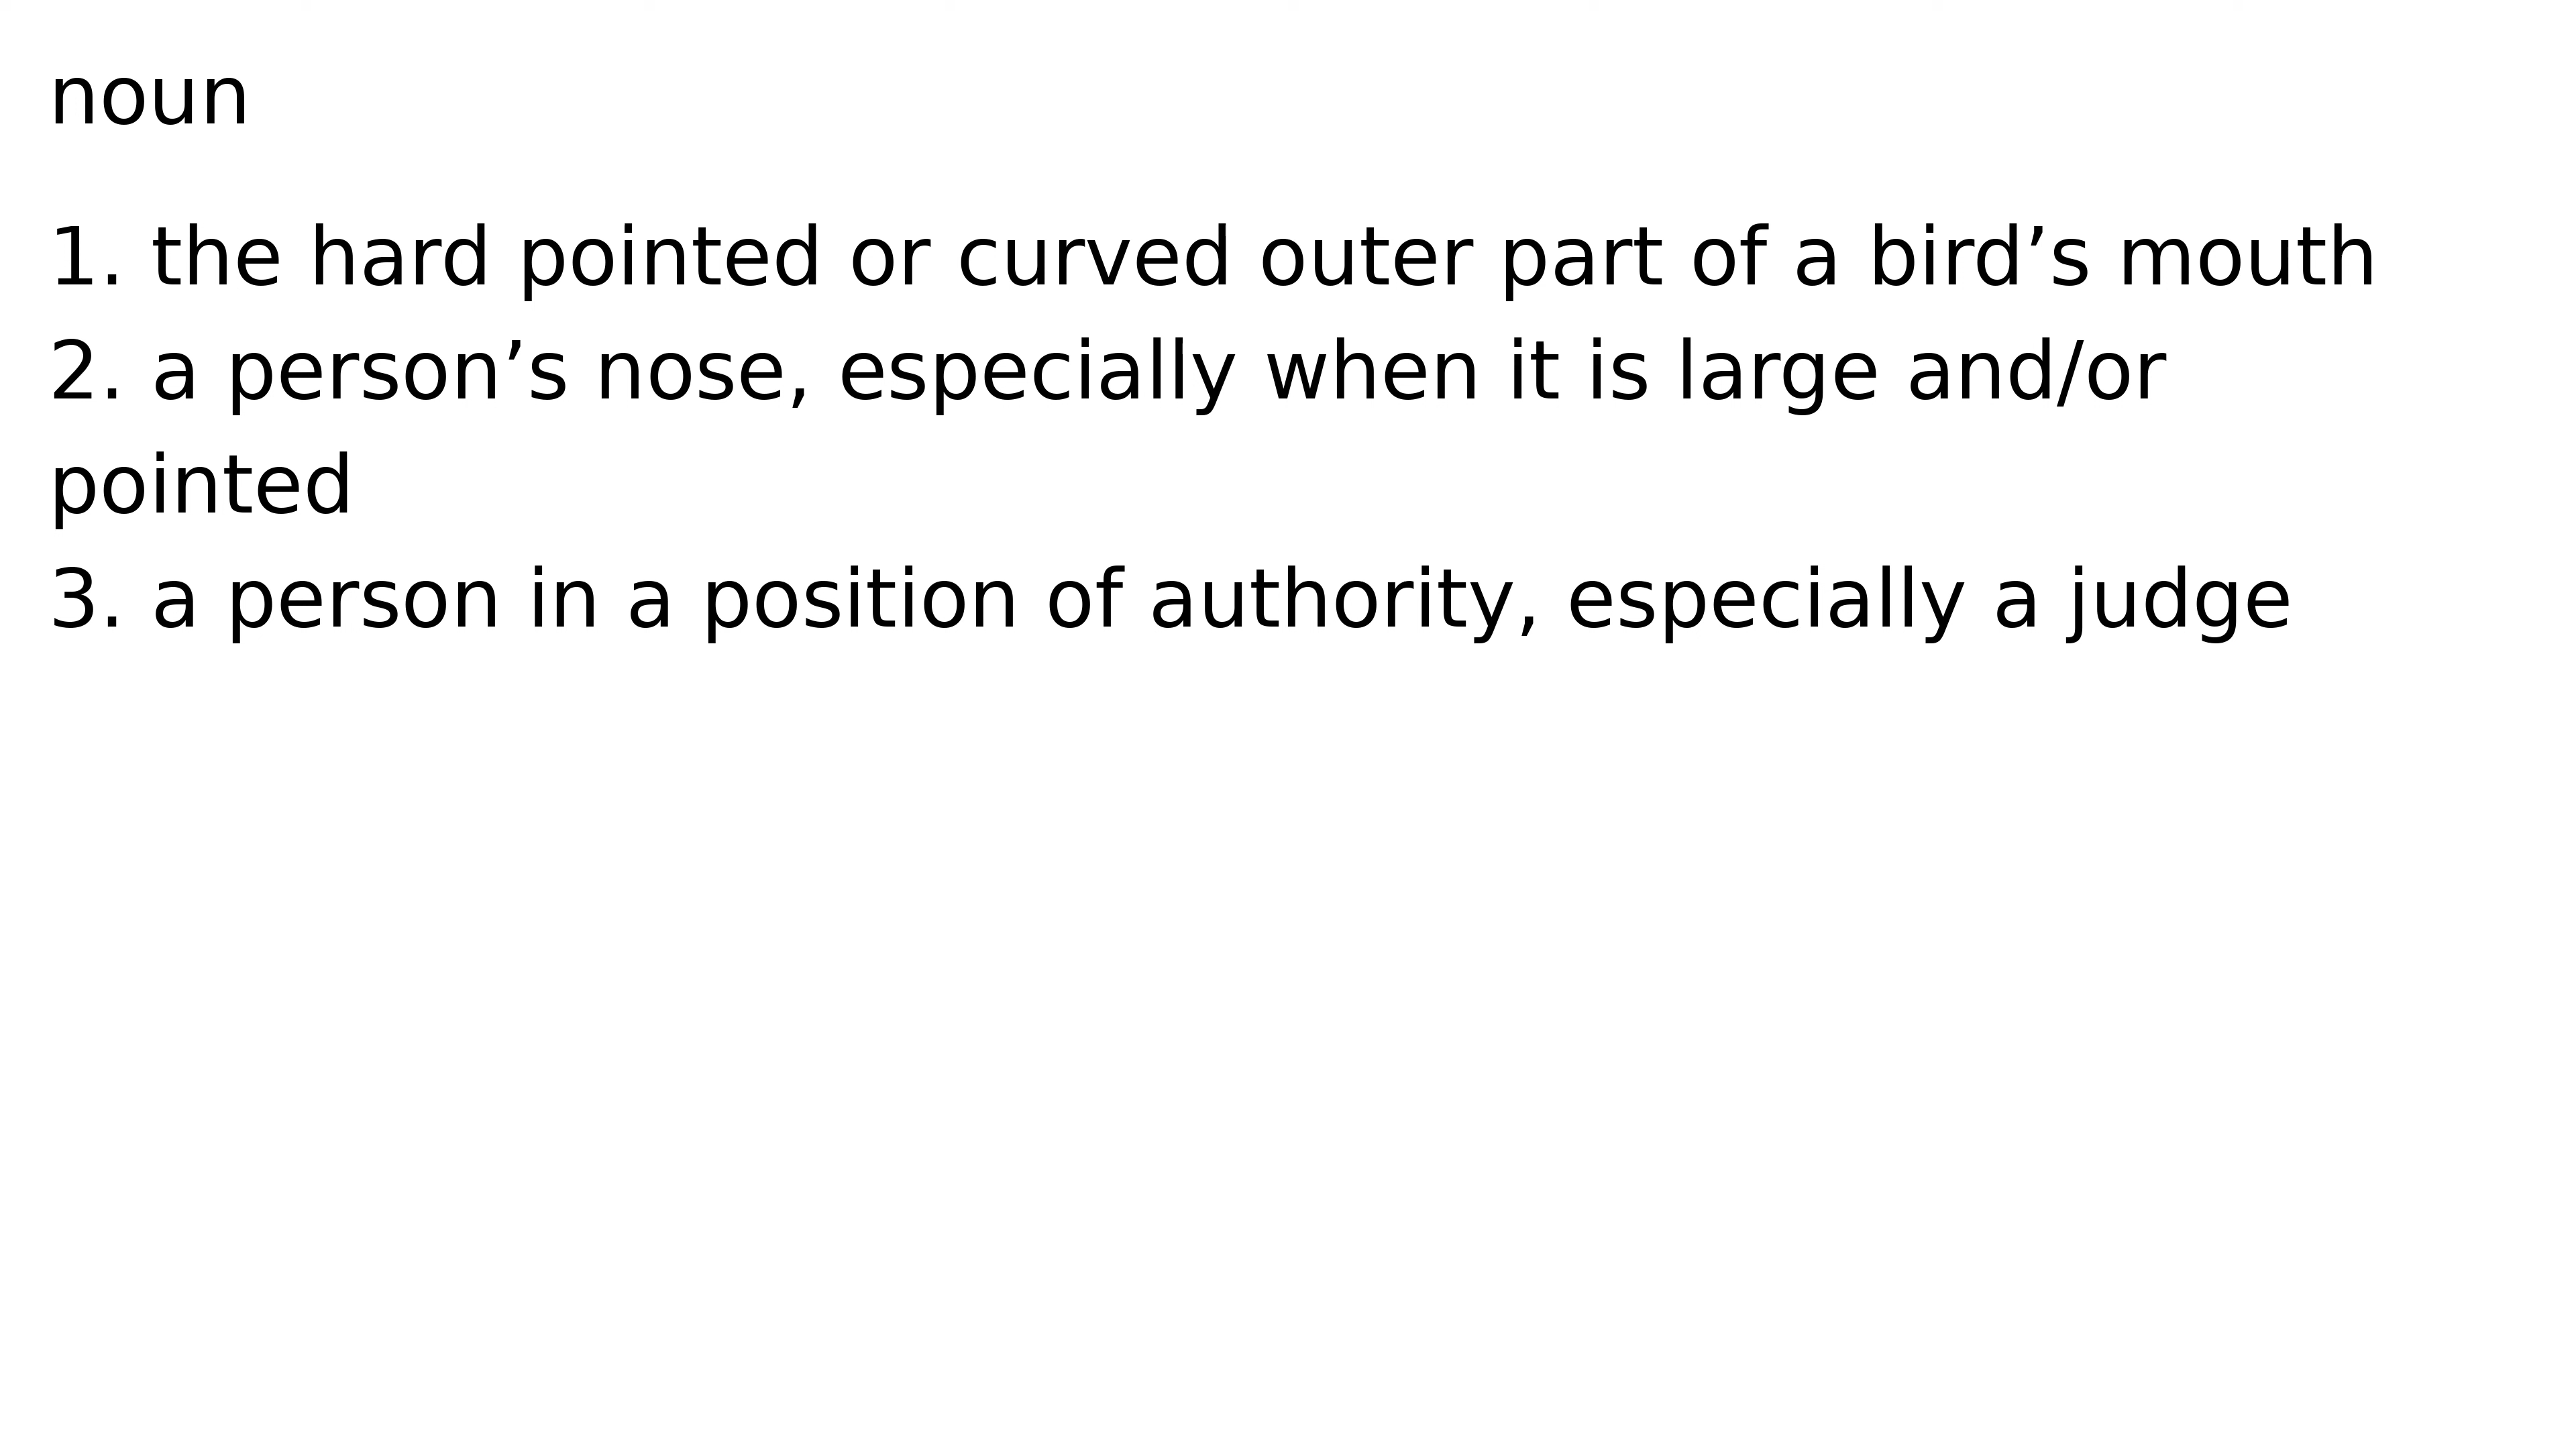 noun
1. the hard pointed or curved outer part of a bird’s mouth
2. a person’s nose, especially when it is large and/or
pointed
3. a person in a position of authority, especially a judge